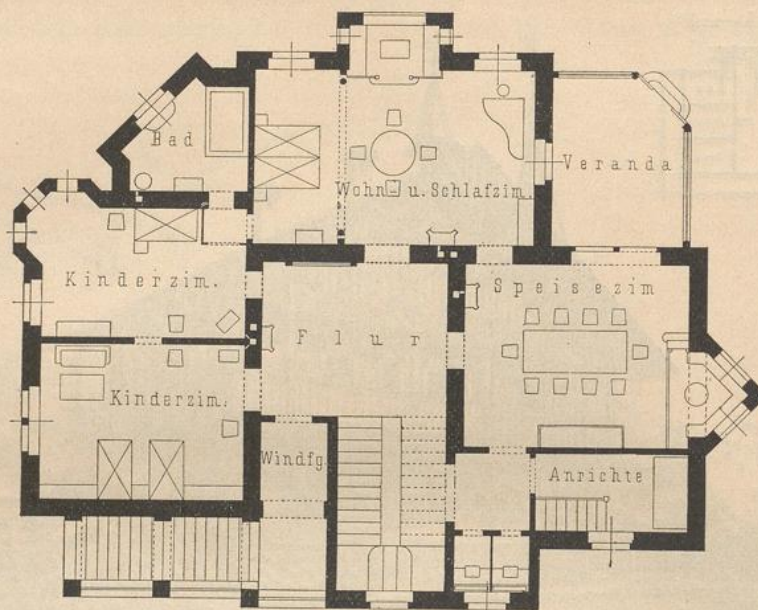 Bad
Wohn u. Schlafzim.
Veranda
Kinderzim.
Flur
Speisezim
Kinderzim.
Windfg.
Anrichte